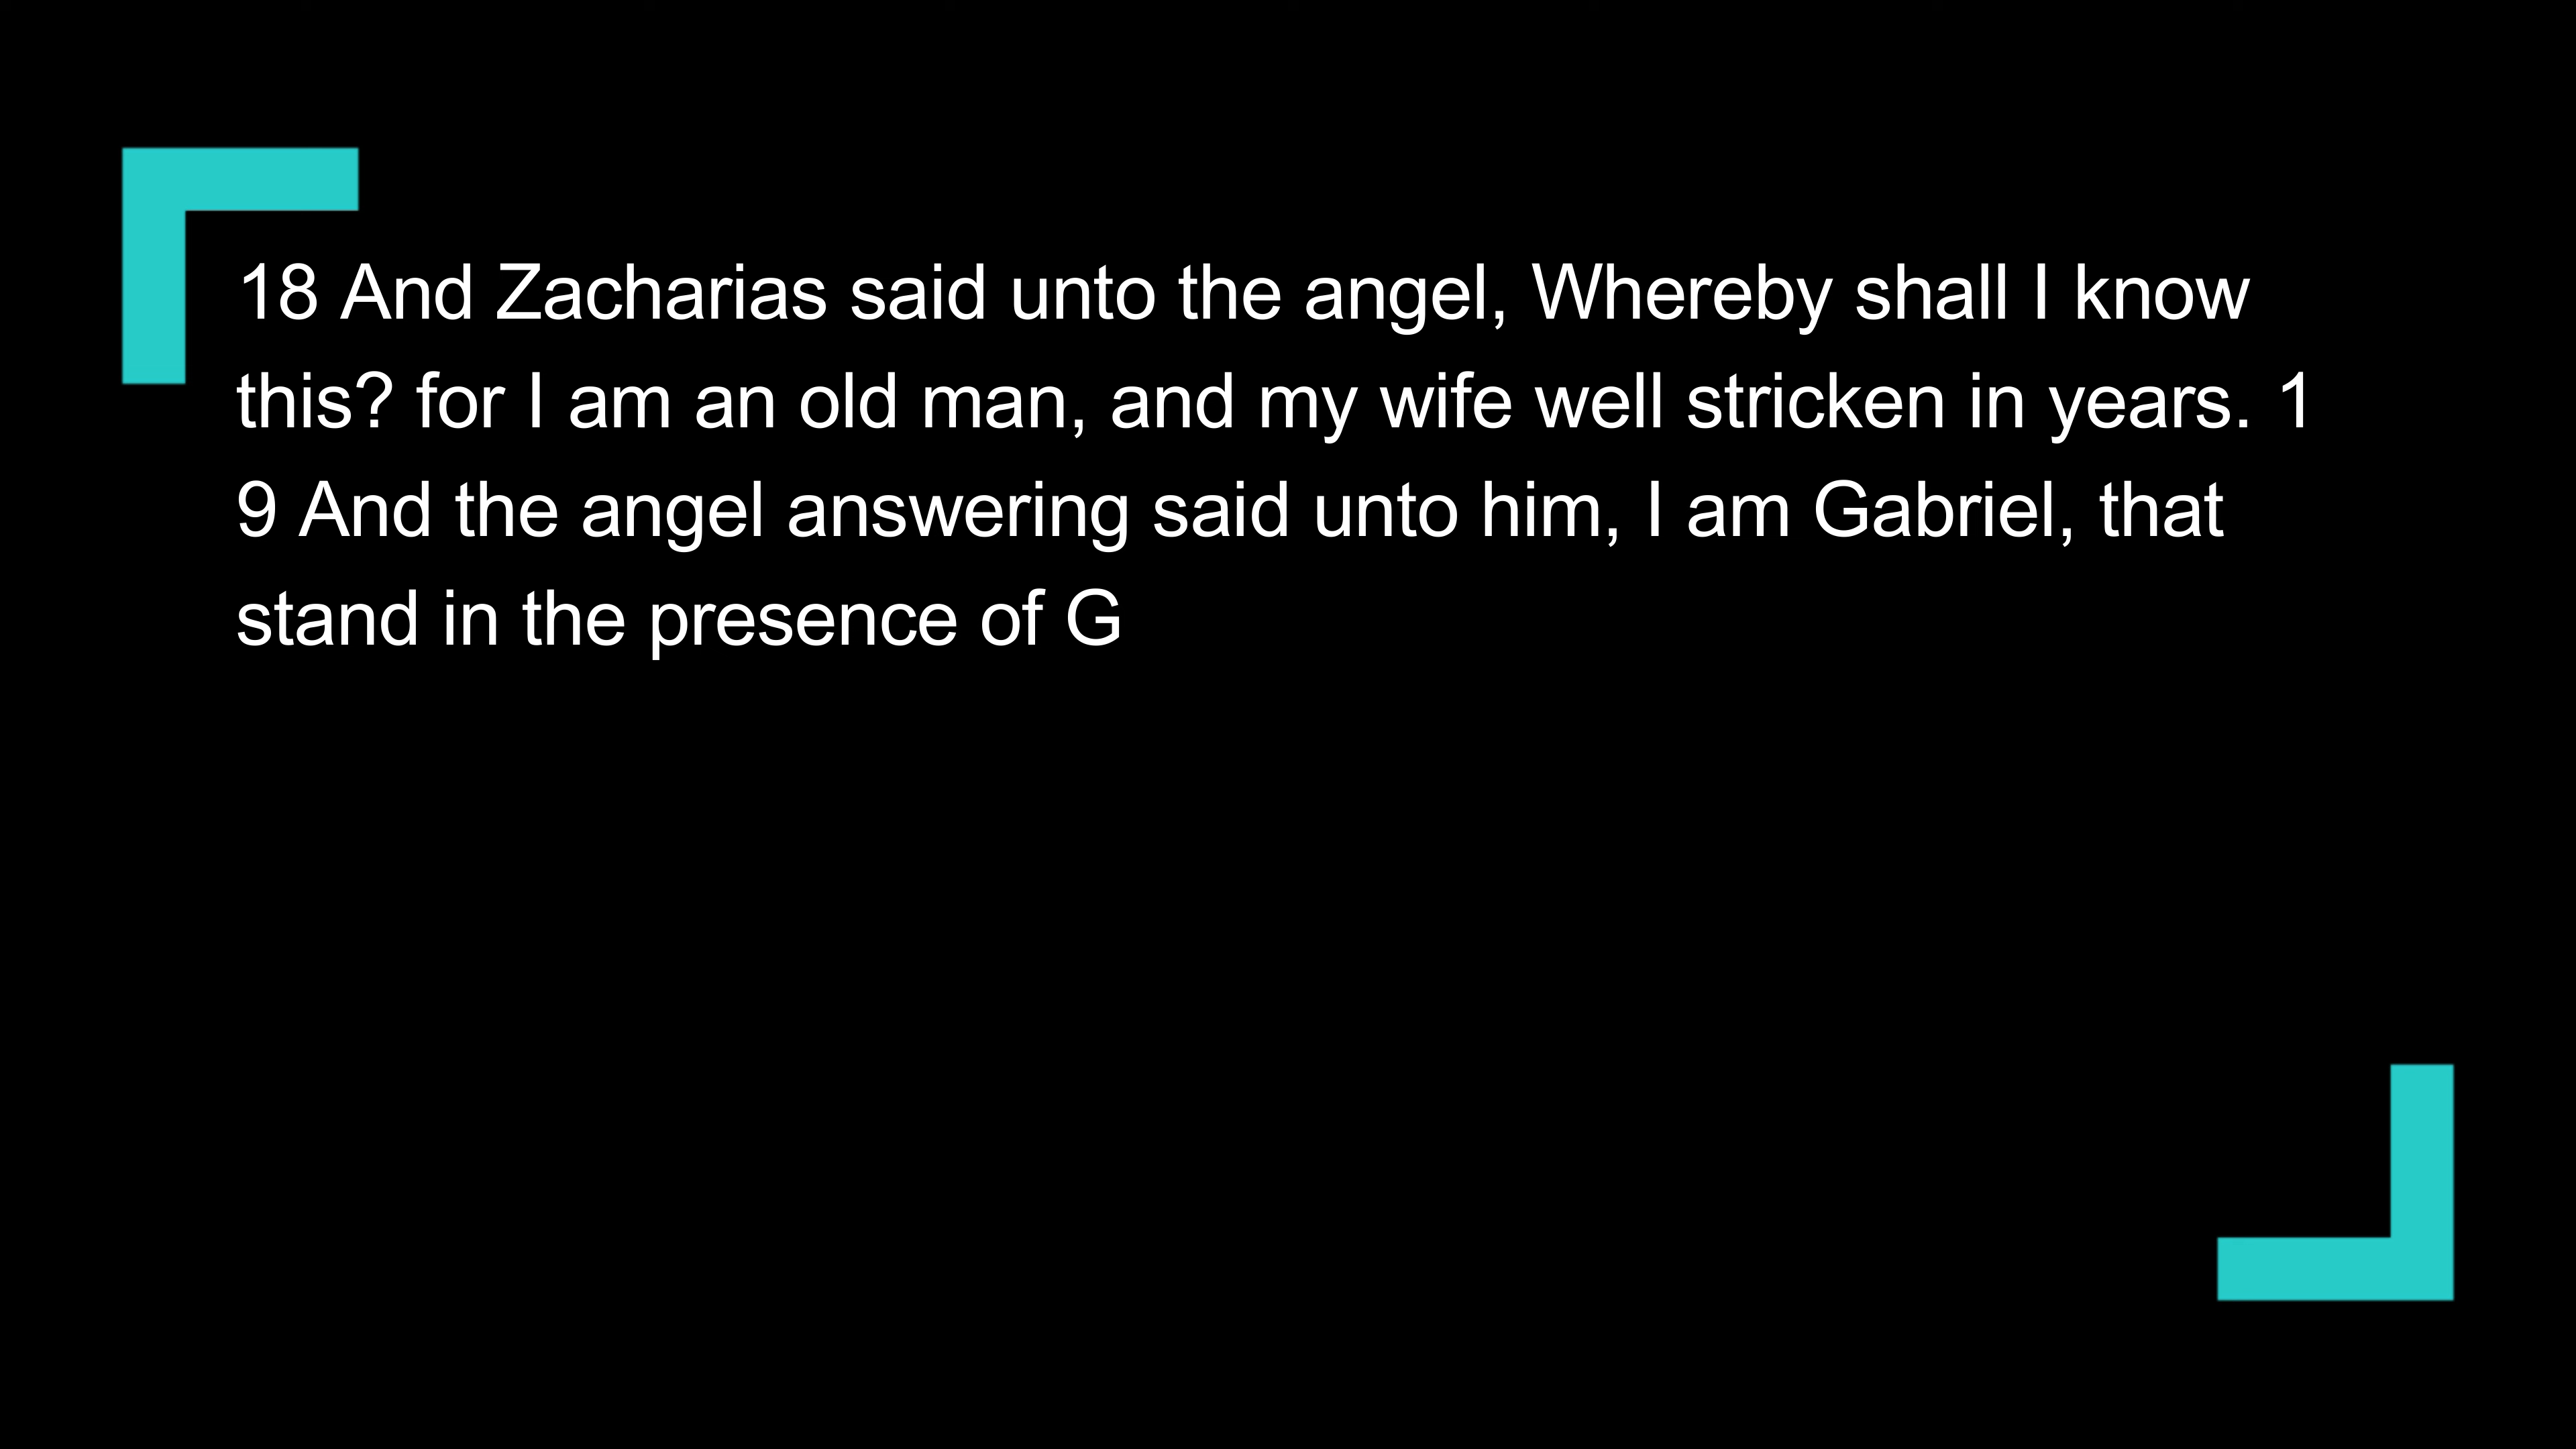 18 And Zacharias said unto the angel, Whereby shall I know
this? for I am an old man, and my wife well stricken in years. 1
9 And the angel answering said unto him, I am Gabriel, that
stand in the presence of G